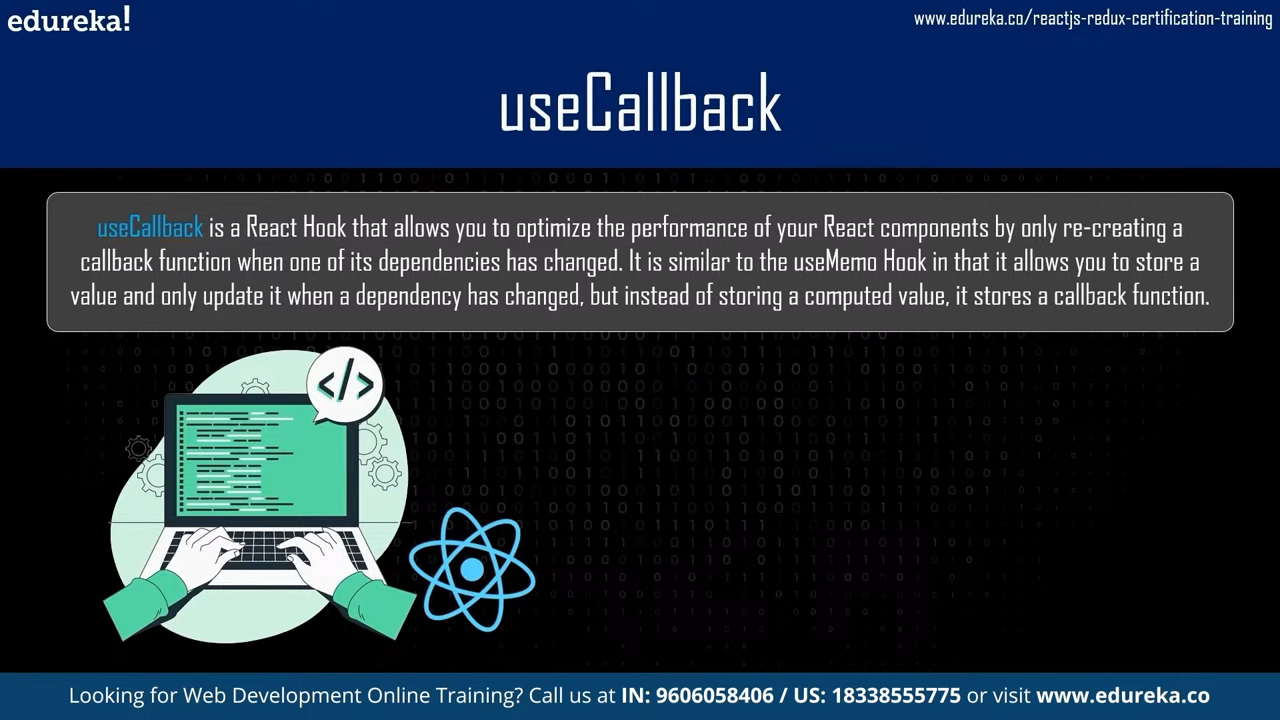 edureka!
www.edureka.co/reactjs-redux-certification-training
useCallback
useCallback is a React Hook that allows you to optimize the performance of your React components by only re-creating a
callback function when one of its dependencies has changed. It is similar to the useMemo Hook in that it allows you to store a
value and only update it when a dependency has changed, but instead of storing a computed value, it stores a callback function.
</>
Looking for Web Development Online Training? Call us at IN: 9606058406 / US: 18338555775 or visit www.edureka.co